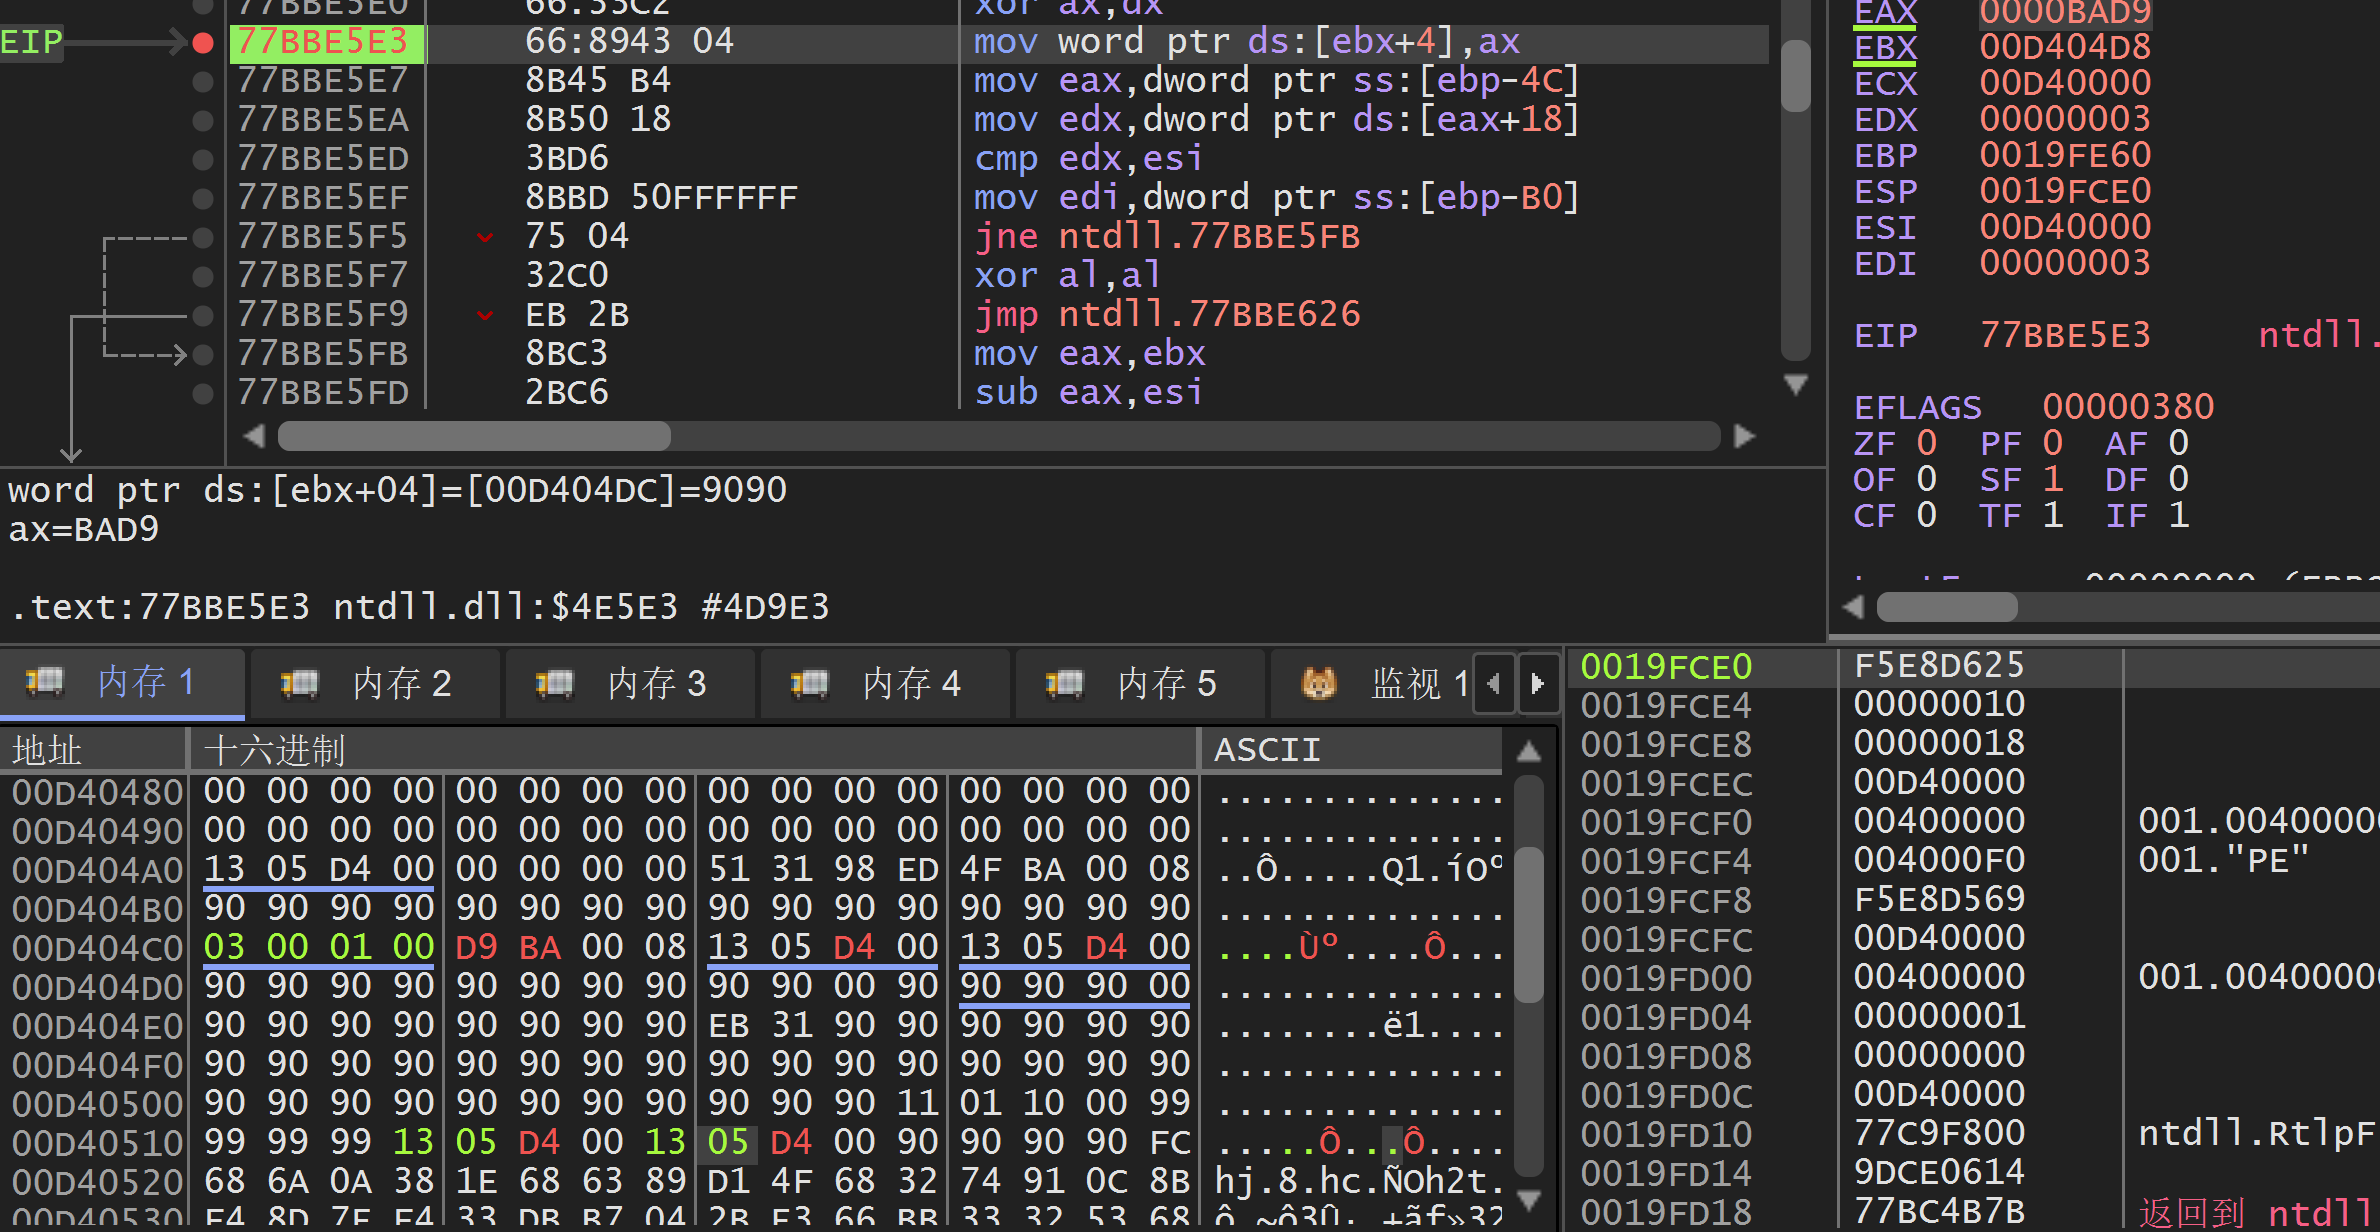 77BBE5E0 66:33C2 xor ax,dx
EIP 77BBE5E3 66:8943 04 mov word ptr ds:[ebx+4],ax
77BBE5E7 8B45 B4 mov eax,dword ptr ss:[ebp-4C]
77BBE5EA 8B50 18 mov edx,dword ptr ds:[eax+18]
77BBE5ED 3BD6 cmp edx,esi
77BBE5EF 8BBD 50FFFFFF mov edi,dword ptr ss:[ebp-B0]
77BBE5F5 75 04 jne ntdll.77BBE5FB
77BBE5F7 32C0 xor al,al
77BBE5F9 EB 2B jmp ntdll.77BBE626
77BBE5FB 8BC3 mov eax,ebx
77BBE5FD 2BC6 sub eax,esi
word ptr ds:[ebx+04]=[00D404DC]=9090
ax=BAD9
.text:77BBE5E3 ntdll.dll:$4E5E3 #4D9E3
EAX 0000BAD9
EBX 00D404D8
ECX 00D40000
EDX 00000003
EBP 0019FE60
ESP 0019FCE0
ESI 00D40000
EDI 00000003
EIP 77BBE5E3 ntdll.
EFLAGS 00000380
ZF 0 PF 0 AF 0
OF 0 SF 1 DF 0
CF 0 TF 1 IF 1
内存 1 内存 2 内存 3 内存 4 内存 5 监视 1
地址 十六进制 ASCII
00D40480 00 00 00 00 00 00 00 00 00 00 00 00 00 00 00 00 ..............
00D40490 00 00 00 00 00 00 00 00 00 00 00 00 00 00 00 00 ..............
00D404A0 13 05 D4 00 00 00 00 00 51 31 98 ED 4F BA 00 08 ..Ô.....Q1.íOº
00D404B0 90 90 90 90 90 90 90 90 90 90 90 90 90 90 90 90 ..............
00D404C0 03 00 01 00 D9 BA 00 08 13 05 D4 00 13 05 D4 00 ....Ùº....Ô...
00D404D0 90 90 90 90 90 90 90 90 90 90 00 90 90 90 90 00 ..............
00D404E0 90 90 90 90 90 90 90 90 EB 31 90 90 90 90 90 90 ........ë1....
00D404F0 90 90 90 90 90 90 90 90 90 90 90 90 90 90 90 90 ..............
00D40500 90 90 90 90 90 90 90 90 90 90 90 11 01 10 00 99 ..............
00D40510 99 99 99 13 05 D4 00 13 05 D4 00 90 90 90 90 FC .....Ô...Ô....
00D40520 68 6A 0A 38 1E 68 63 89 D1 4F 68 32 74 91 0C 8B hj.8.hc.ÑOh2t.
00D40530 F4 8D 7E F4 33 DB B7 04 2B E3 66 BB 33 32 53 68 ô.~ô3Û·.+ãf»32
0019FCE0 F5E8D625
0019FCE4 00000010
0019FCE8 00000018
0019FCEC 00D40000
0019FCF0 00400000 001.0040000
0019FCF4 004000F0 001."PE"
0019FCF8 F5E8D569
0019FCFC 00D40000
0019FD00 00400000 001.0040000
0019FD04 00000001
0019FD08 00000000
0019FD0C 00D40000
0019FD10 77C9F800 ntdll.RtlpF
0019FD14 9DCE0614
0019FD18 77BC4B7B 返回到 ntdll